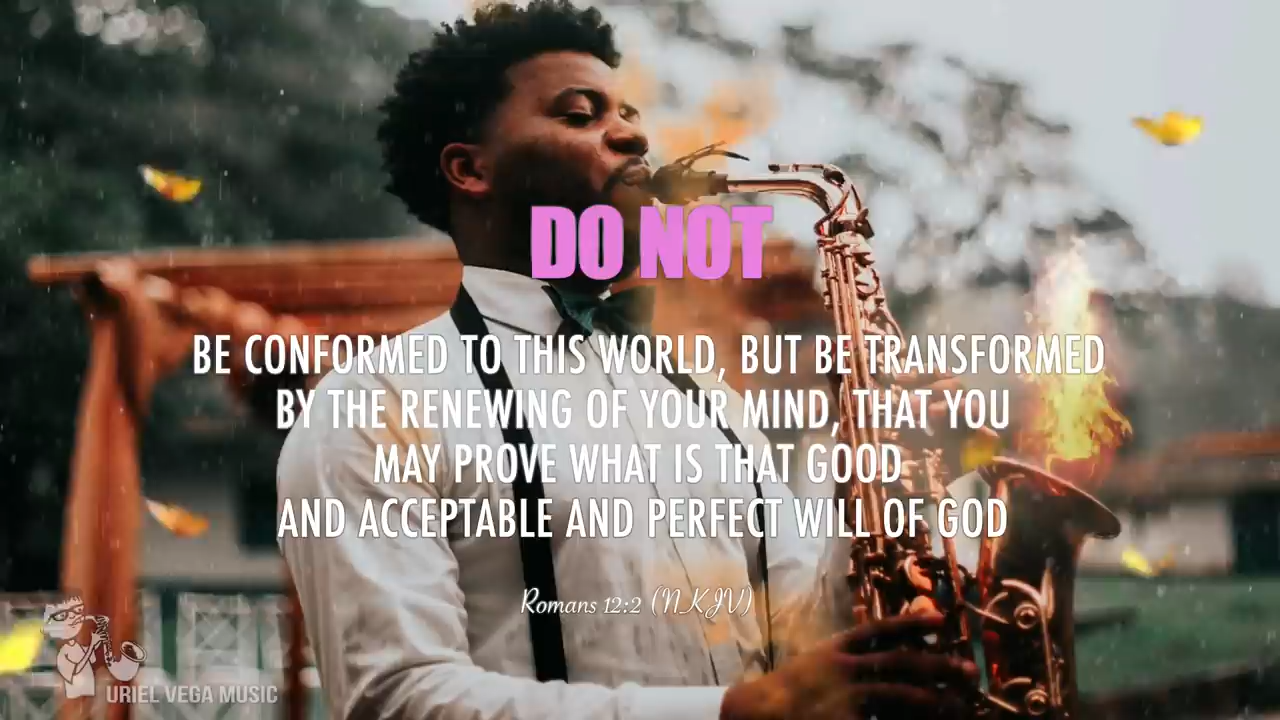 DO NOT
BE CONFORMED TO THIS WORLD, BUT BE TRANSFORMED
BY THE RENEWING OF YOUR MIND, THAT YOU
MAY PROVE WHAT IS THAT GOOD
AND ACCEPTABLE AND PERFECT WILL OF GOD
Romans 12:2 (NKJV)
URIEL VEGA MUSIC